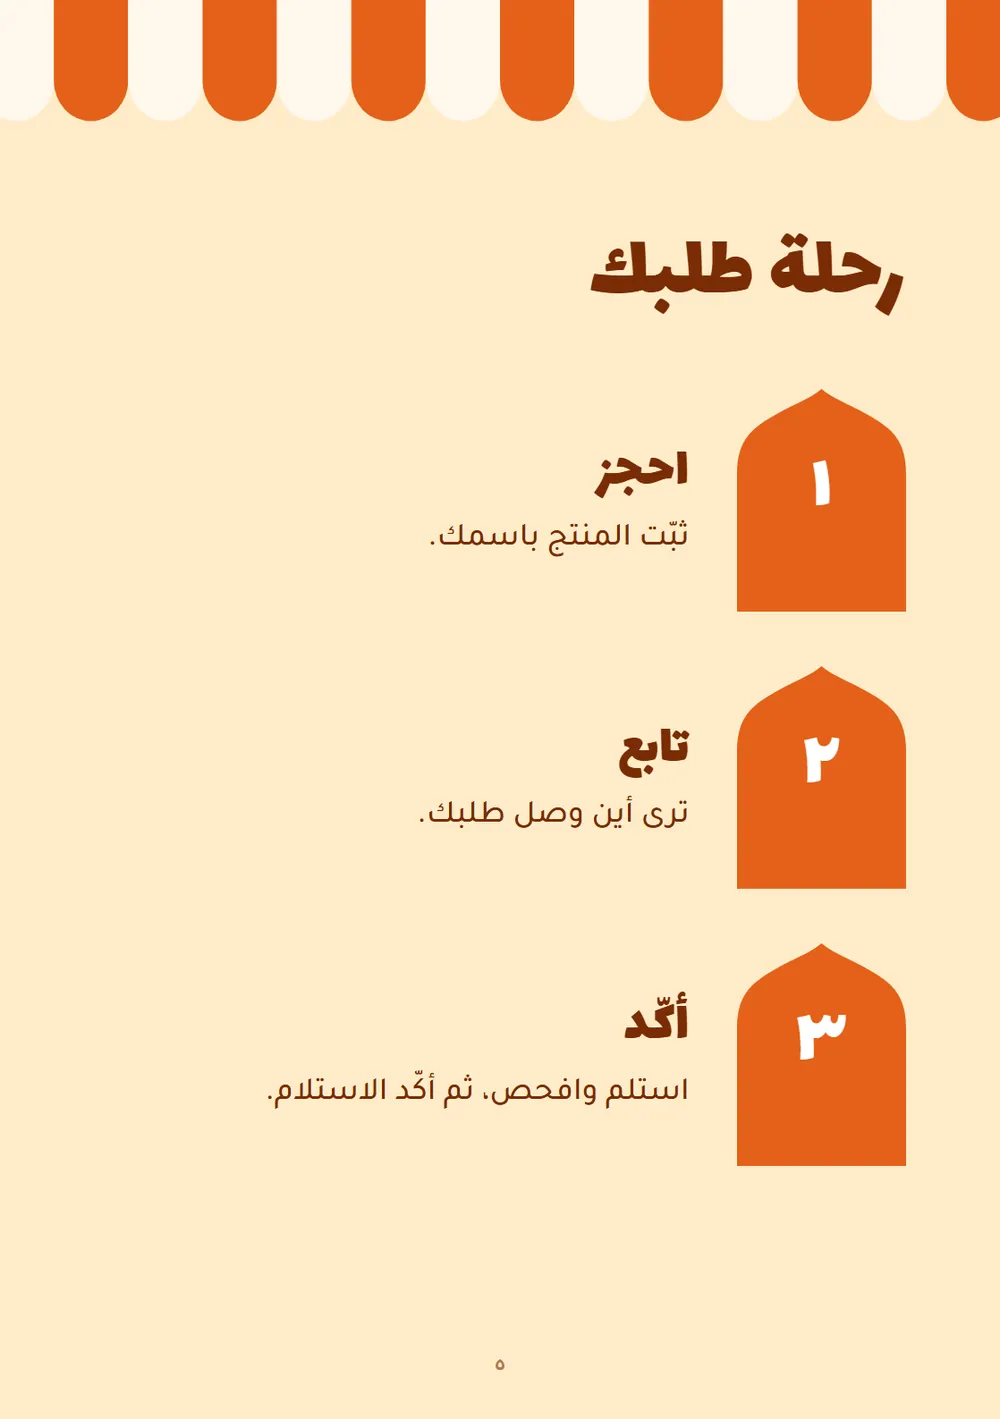 رحلة طلبك
١
احجز
ثبّت المنتج باسمك.
٢
تابع
ترى أين وصل طلبك.
٣
أكّد
استلم وافحص، ثم أكّد الاستلام.
٥